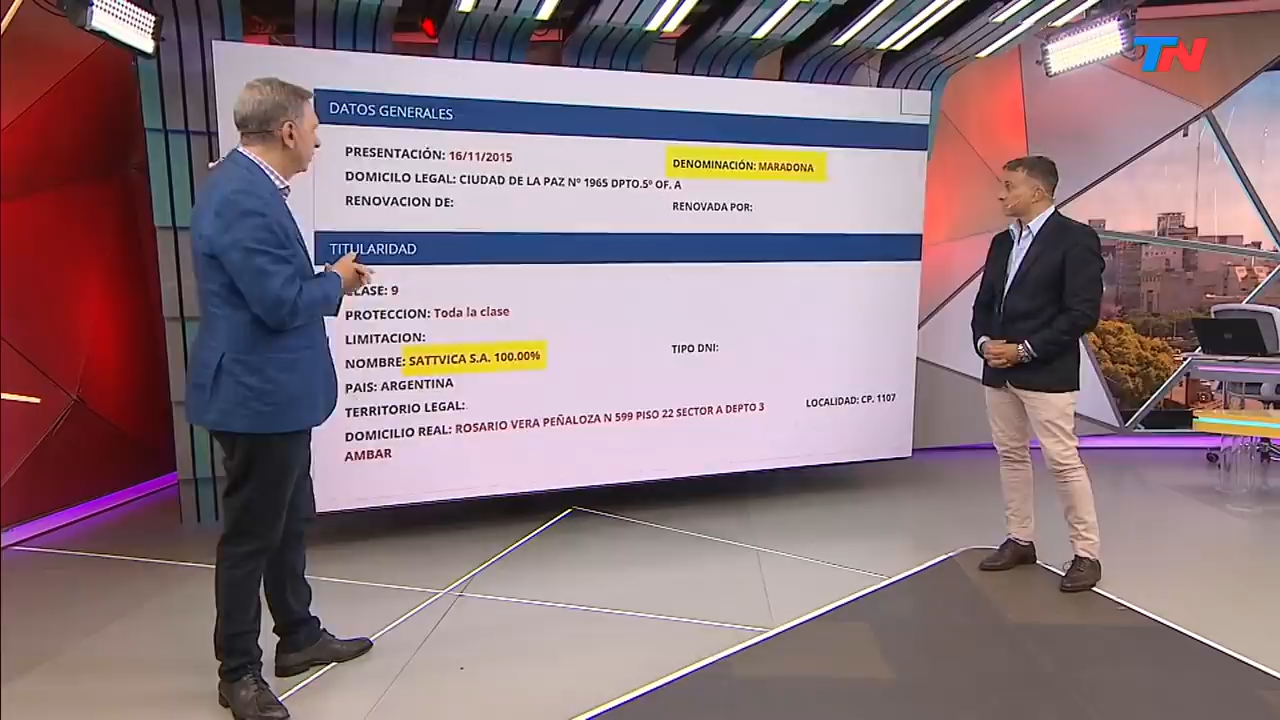 TN
DATOS GENERALES
PRESENTACIÓN: 16/11/2015
DENOMINACIÓN: MARADONA
DOMICILO LEGAL: CIUDAD DE LA PAZ Nº 1965 DPTO.5º OF. A
RENOVACION DE:
RENOVADA POR:
TITULARIDAD
CLASE: 9
PROTECCION: Toda la clase
LIMITACION:
NOMBRE: SATTVICA S.A. 100.00%
TIPO DNI:
PAIS: ARGENTINA
TERRITORIO LEGAL:
LOCALIDAD: CP. 1107
DOMICILIO REAL: ROSARIO VERA PEÑALOZA N 599 PISO 22 SECTOR A DEPTO 3
AMBAR